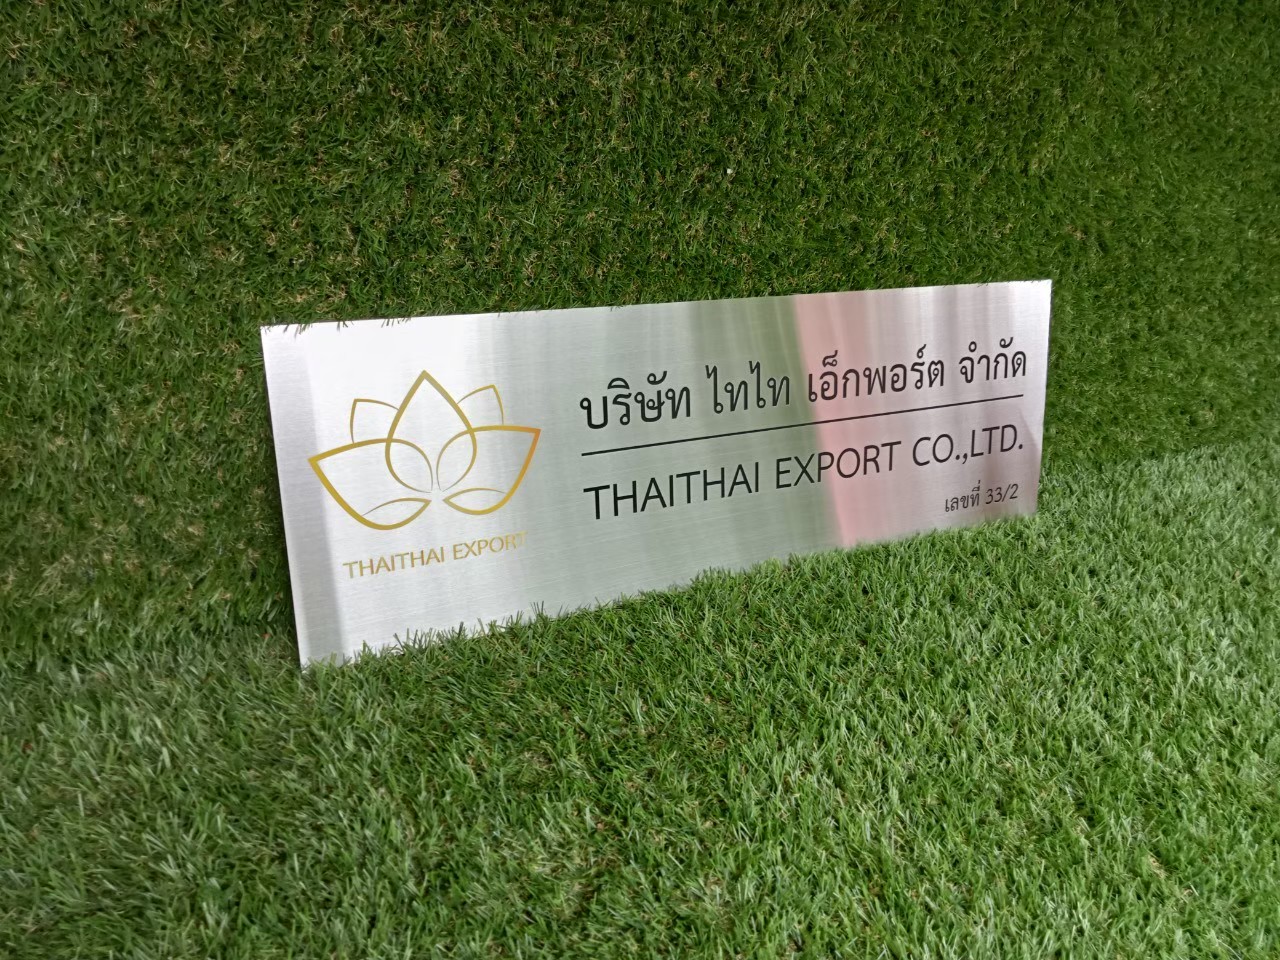 THAITHAI EXPORT
บริษัท ไทไท เอ็กพอร์ต จำกัด
THAITHAI EXPORT CO.,LTD.
เลขที่ 33/2